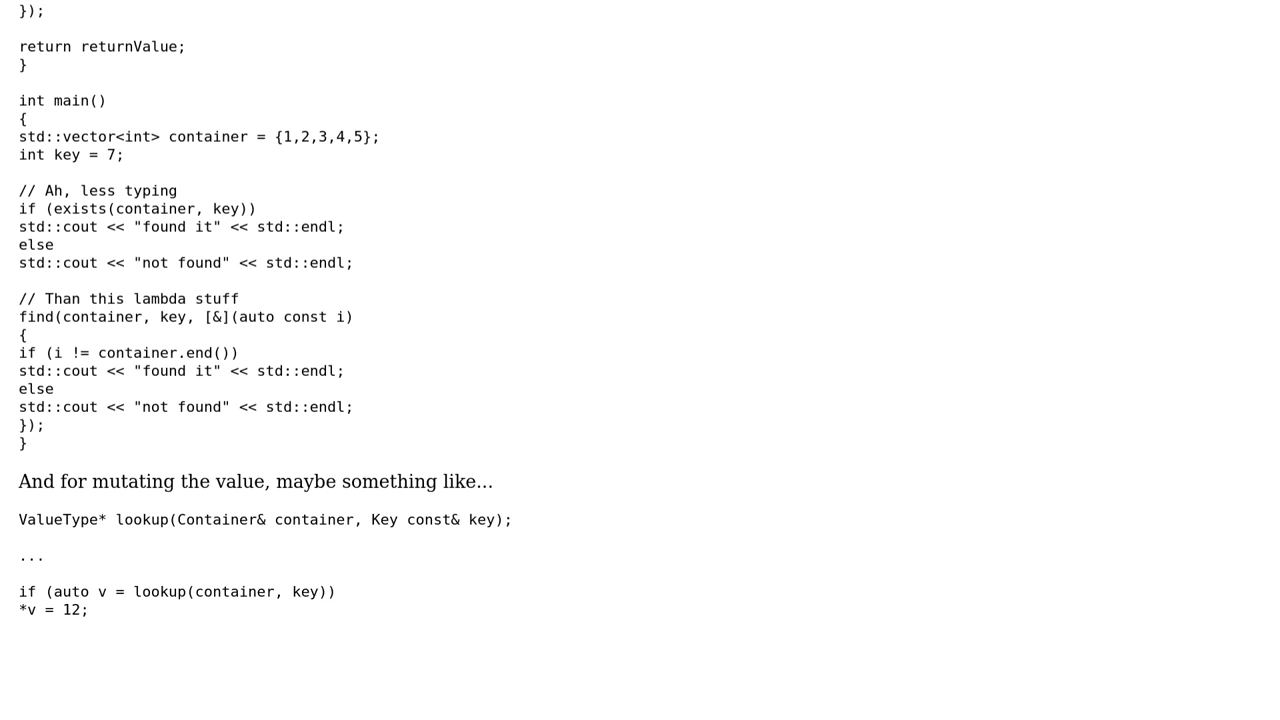 });
return returnValue;
}
int main()
{
std::vector<int> container = {1,2,3,4,5};
int key = 7;
// Ah, less typing
if (exists(container, key))
std::cout << "found it" << std::endl;
else
std::cout << "not found" << std::endl;
// Than this lambda stuff
find(container, key, [&](auto const i)
{
if (i != container.end())
std::cout << "found it" << std::endl;
else
std::cout << "not found" << std::endl;
});
}
And for mutating the value, maybe something like...
ValueType* lookup(Container& container, Key const& key);
...
if (auto v = lookup(container, key))
*v = 12;